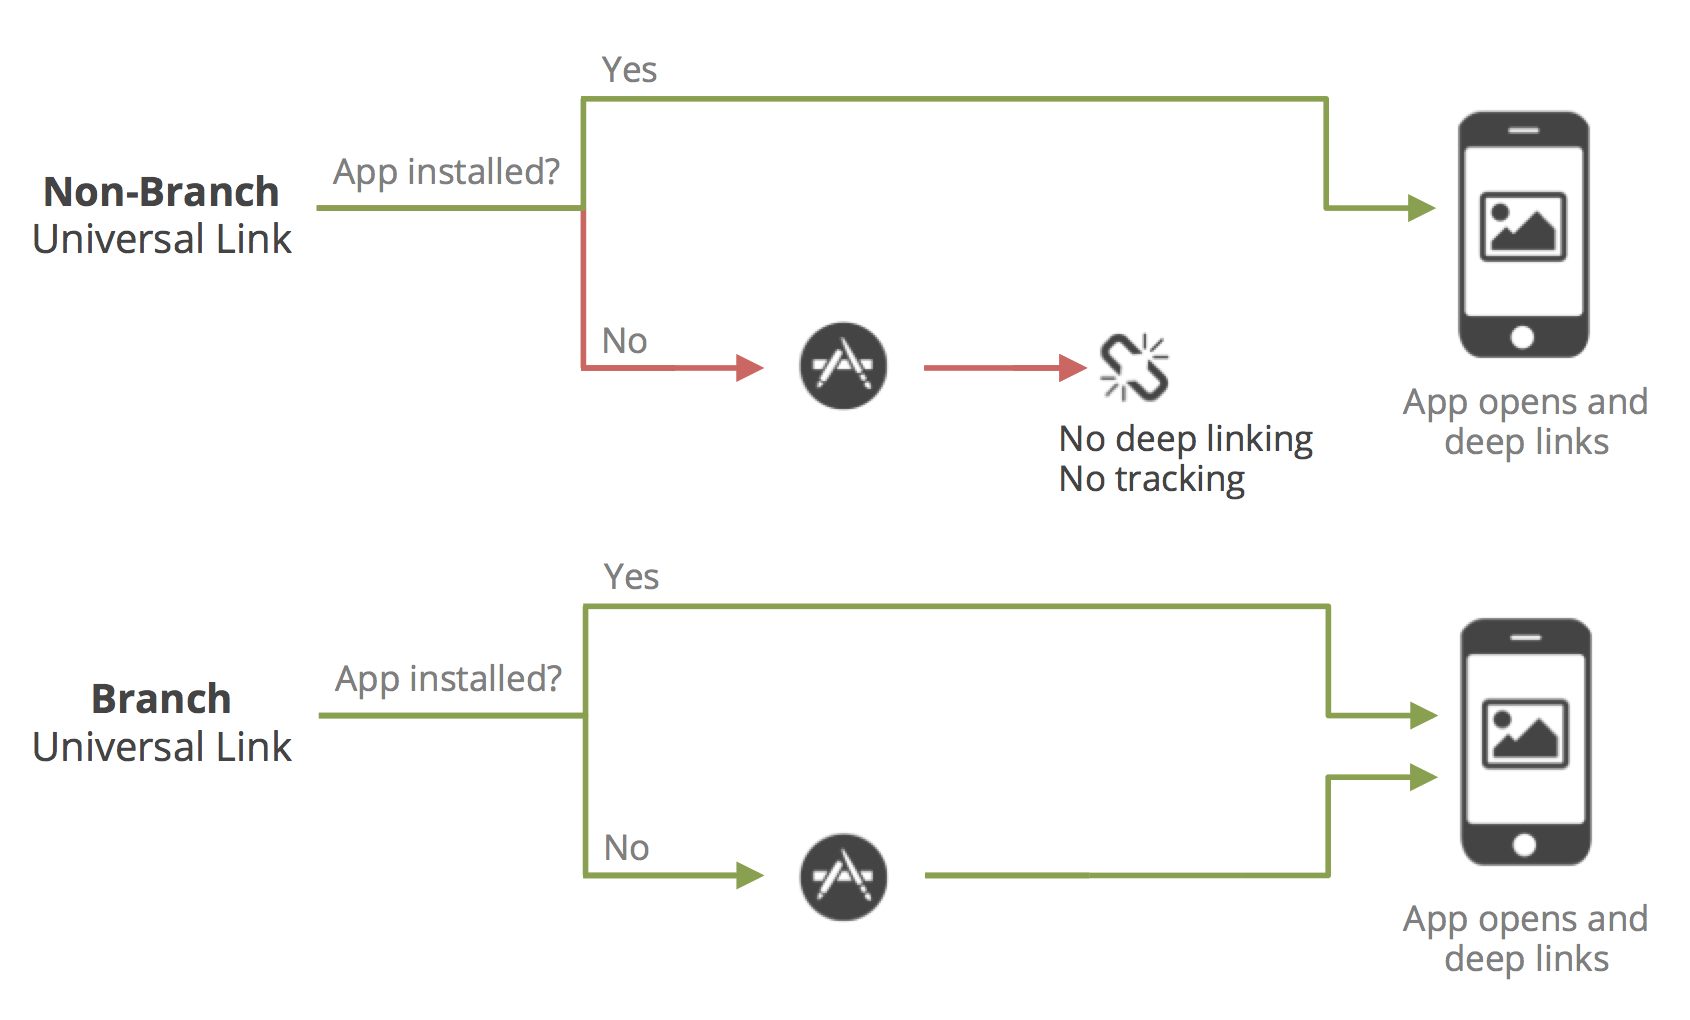 Yes
App installed?
Non-Branch
Universal Link
No
No deep linking
No tracking
App opens and
deep links
Yes
App installed?
Branch
Universal Link
No
App opens and
deep links